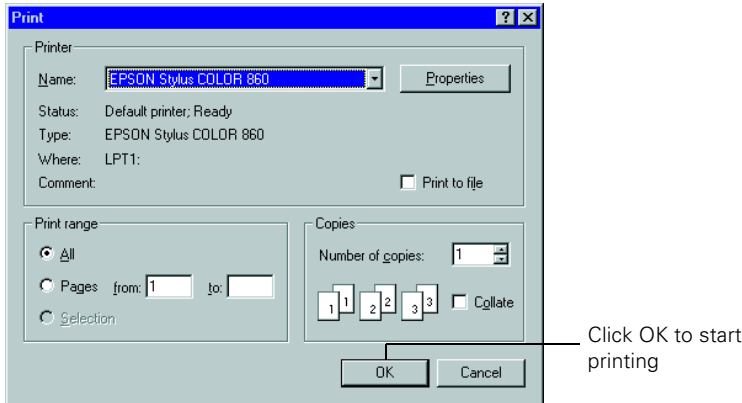 Print
Printer
Name: EPSON Stylus COLOR 860 Properties
Status: Default printer; Ready
Type: EPSON Stylus COLOR 860
Where: LPT1:
Comment: Print to file
Print range
All
Pages from: 1 to:
Selection
Copies
Number of copies: 1
1 1 2 2 3 3 Collate
OK Cancel
Click OK to start
printing